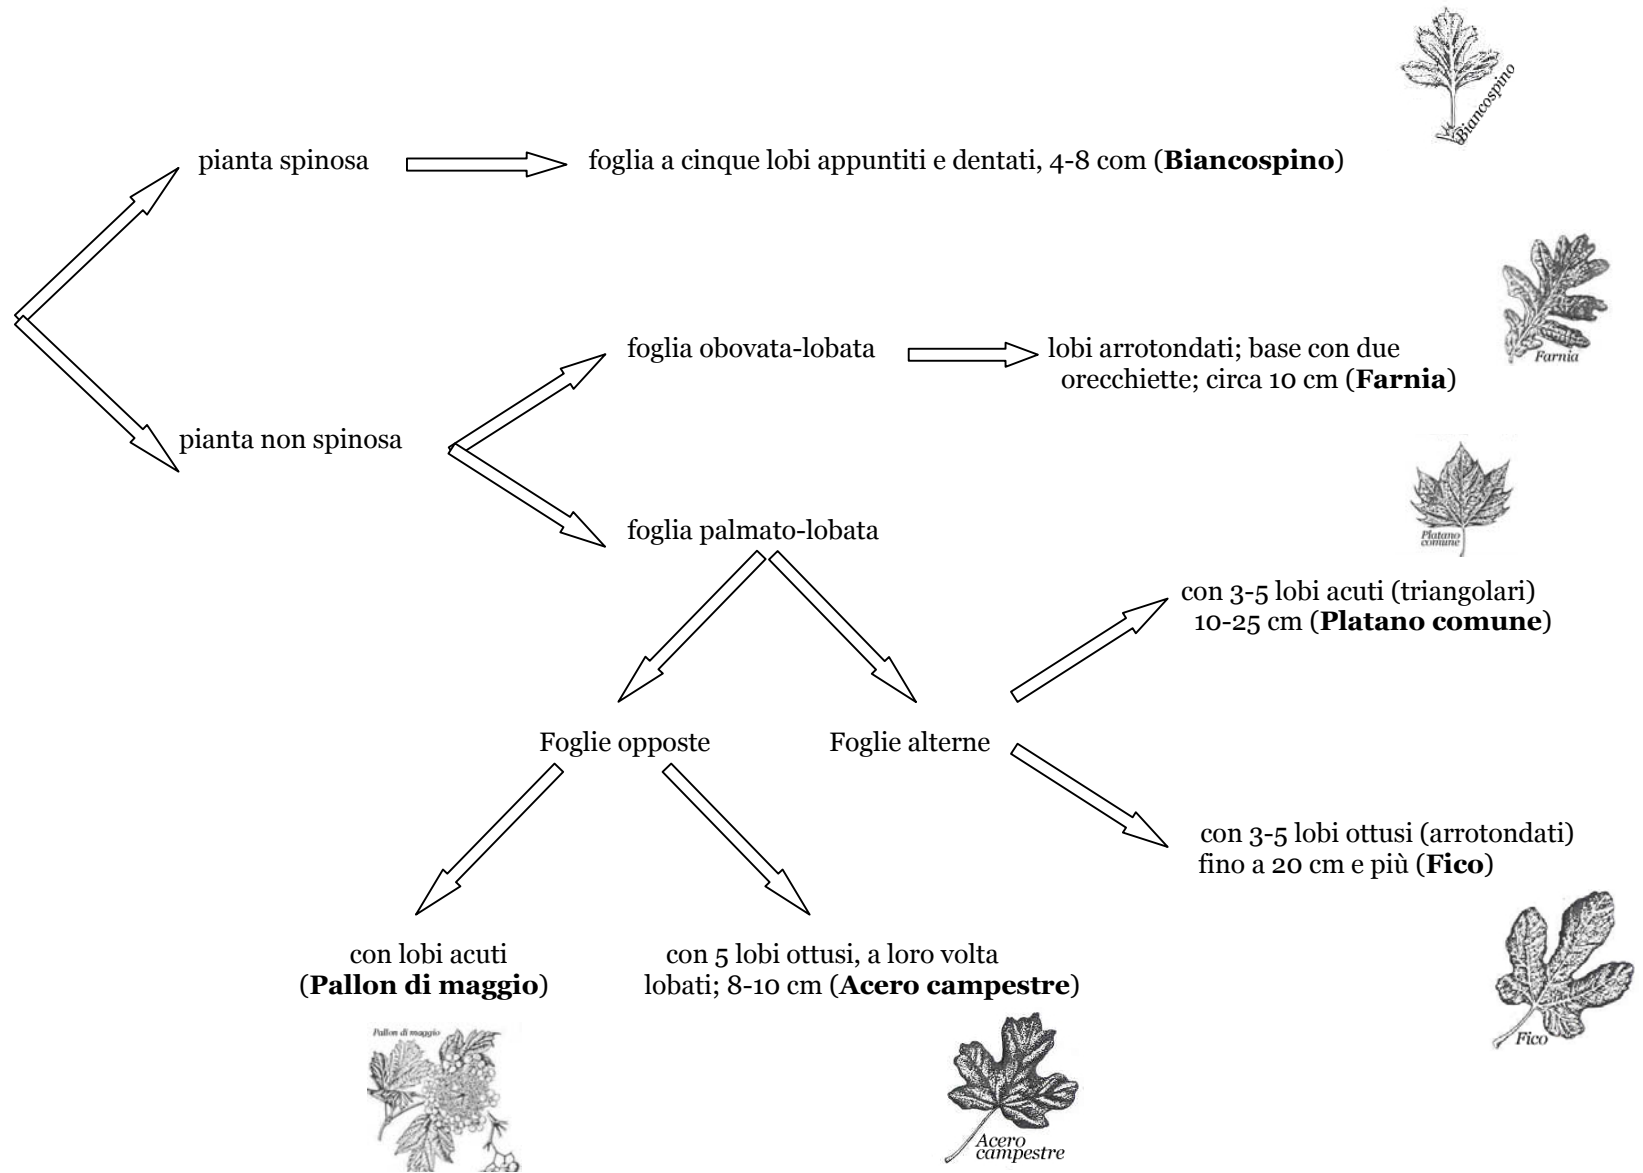 Biancospino
pianta spinosa
foglia a cinque lobi appuntiti e dentati, 4-8 com (Biancospino)
foglia obovata-lobata
lobi arrotondati; base con due
orecchiette; circa 10 cm (Farnia)
Farnia
pianta non spinosa
foglia palmato-lobata
Platano
comune
con 3-5 lobi acuti (triangolari)
10-25 cm (Platano comune)
Foglie opposte
Foglie alterne
con 3-5 lobi ottusi (arrotondati)
fino a 20 cm e più (Fico)
Fico
con lobi acuti
(Pallon di maggio)
con 5 lobi ottusi, a loro volta
lobati; 8-10 cm (Acero campestre)
Pallon di maggio
Acero
campestre